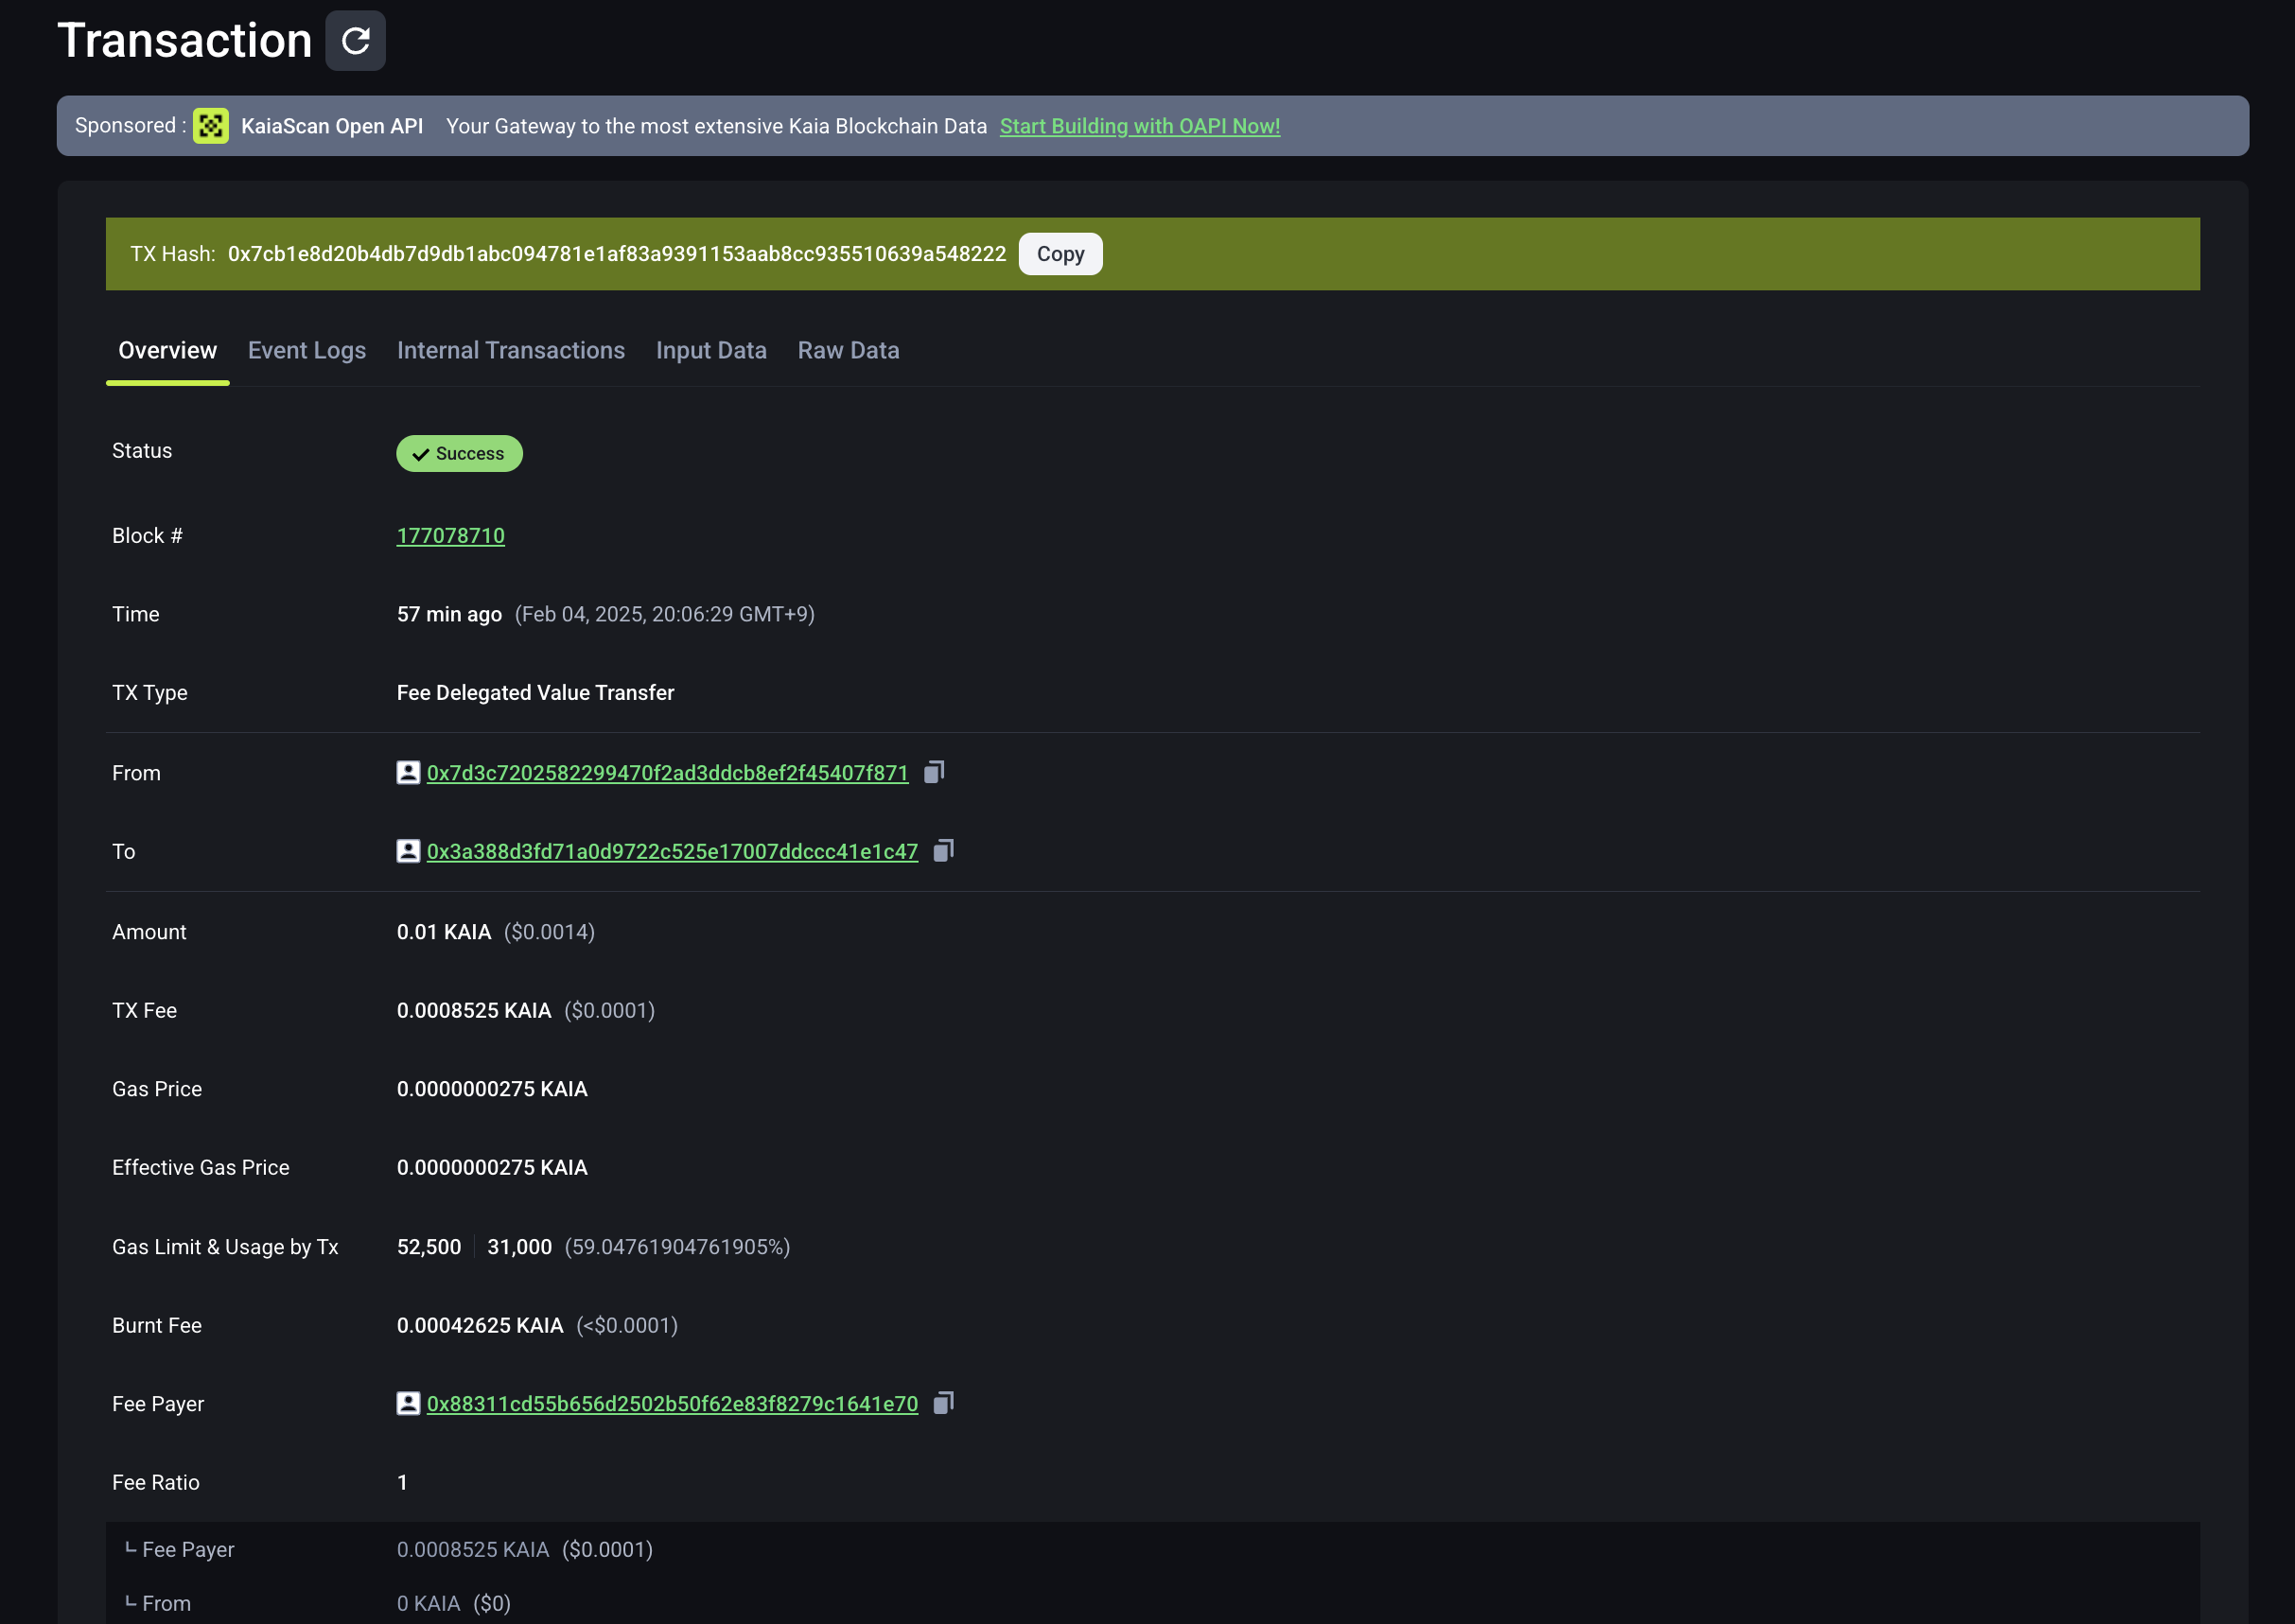 Transaction
Sponsored : KaiaScan Open API Your Gateway to the most extensive Kaia Blockchain Data Start Building with OAPI Now!
TX Hash: 0x7cb1e8d20b4db7d9db1abc094781e1af83a9391153aab8cc935510639a548222 Copy
Overview Event Logs Internal Transactions Input Data Raw Data
Status Success
Block # 177078710
Time 57 min ago (Feb 04, 2025, 20:06:29 GMT+9)
TX Type Fee Delegated Value Transfer
From 0x7d3c7202582299470f2ad3ddcb8ef2f45407f871
To 0x3a388d3fd71a0d9722c525e17007ddccc41e1c47
Amount 0.01 KAIA ($0.0014)
TX Fee 0.0008525 KAIA ($0.0001)
Gas Price 0.0000000275 KAIA
Effective Gas Price 0.0000000275 KAIA
Gas Limit & Usage by Tx 52,500 31,000 (59.04761904761905%)
Burnt Fee 0.00042625 KAIA (<$0.0001)
Fee Payer 0x88311cd55b656d2502b50f62e83f8279c1641e70
Fee Ratio 1
Fee Payer 0.0008525 KAIA ($0.0001)
From 0 KAIA ($0)